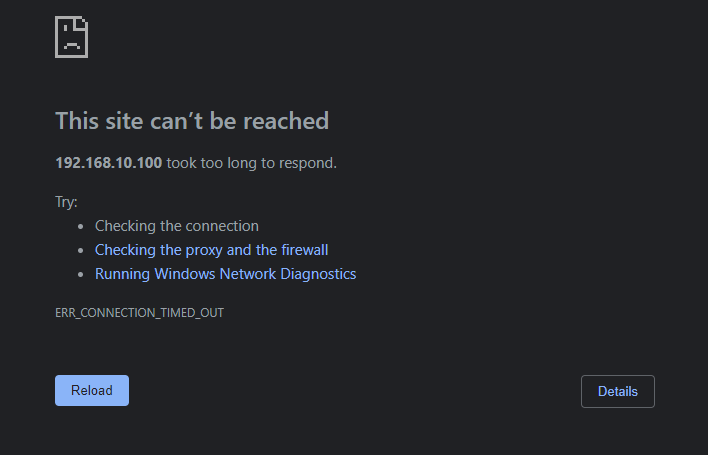 This site can’t be reached
192.168.10.100 took too long to respond.
Try:
• Checking the connection
• Checking the proxy and the firewall
• Running Windows Network Diagnostics
ERR_CONNECTION_TIMED_OUT
Reload
Details